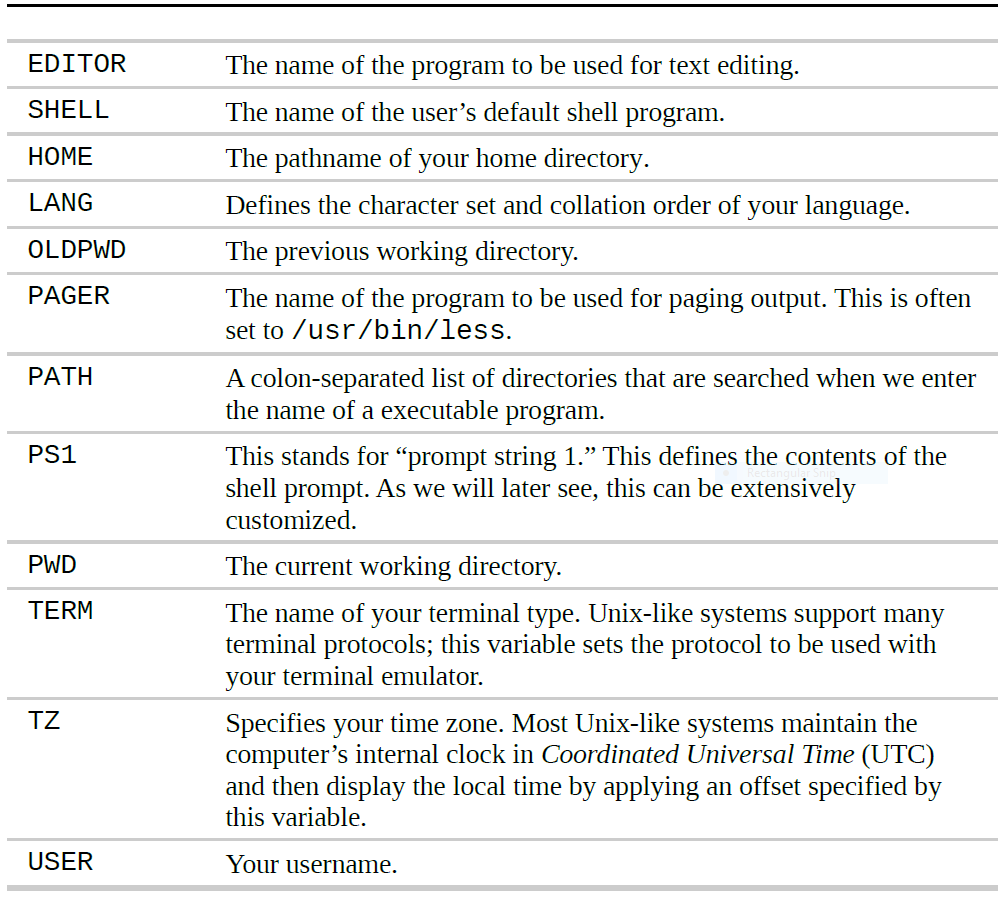 EDITOR The name of the program to be used for text editing.
SHELL The name of the user’s default shell program.
HOME The pathname of your home directory.
LANG Defines the character set and collation order of your language.
OLDPWD The previous working directory.
PAGER The name of the program to be used for paging output. This is often
set to /usr/bin/less.
PATH A colon-separated list of directories that are searched when we enter
the name of a executable program.
PS1 This stands for “prompt string 1.” This defines the contents of the
shell prompt. As we will later see, this can be extensively
Rectangular Snip
customized.
PWD The current working directory.
TERM The name of your terminal type. Unix-like systems support many
terminal protocols; this variable sets the protocol to be used with
your terminal emulator.
TZ Specifies your time zone. Most Unix-like systems maintain the
computer’s internal clock in Coordinated Universal Time (UTC)
and then display the local time by applying an offset specified by
this variable.
USER Your username.